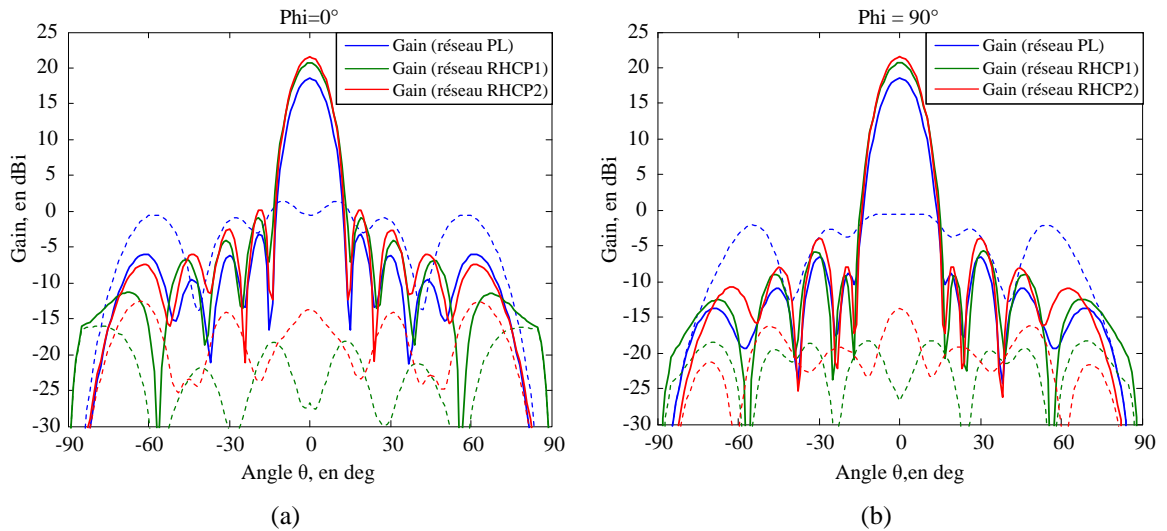 Phi=0°
25
20
15
10
5
0
-5
-10
-15
-20
-25
-30
Gain, en dBi
-90 -60 -30 0 30 60 90
Angle θ, en deg
Gain (réseau PL)
Gain (réseau RHCP1)
Gain (réseau RHCP2)
(a)
Phi = 90°
25
20
15
10
5
0
-5
-10
-15
-20
-25
-30
Gain, en dBi
-90 -60 -30 0 30 60 90
Angle θ,en deg
Gain (réseau PL)
Gain (réseau RHCP1)
Gain (réseau RHCP2)
(b)